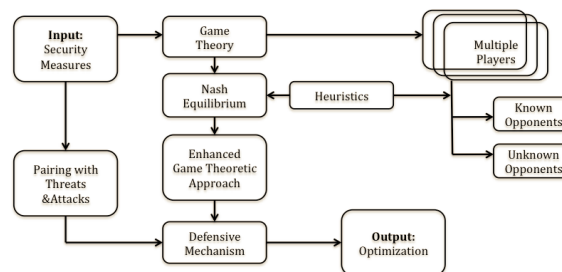 Input:
Security
Measures
Game
Theory
Multiple
Players
Nash
Equilibrium
Heuristics
Known
Opponents
Unknown
Opponents
Pairing with
Threats
&Attacks
Enhanced
Game Theoretic
Approach
Defensive
Mechanism
Output:
Optimization